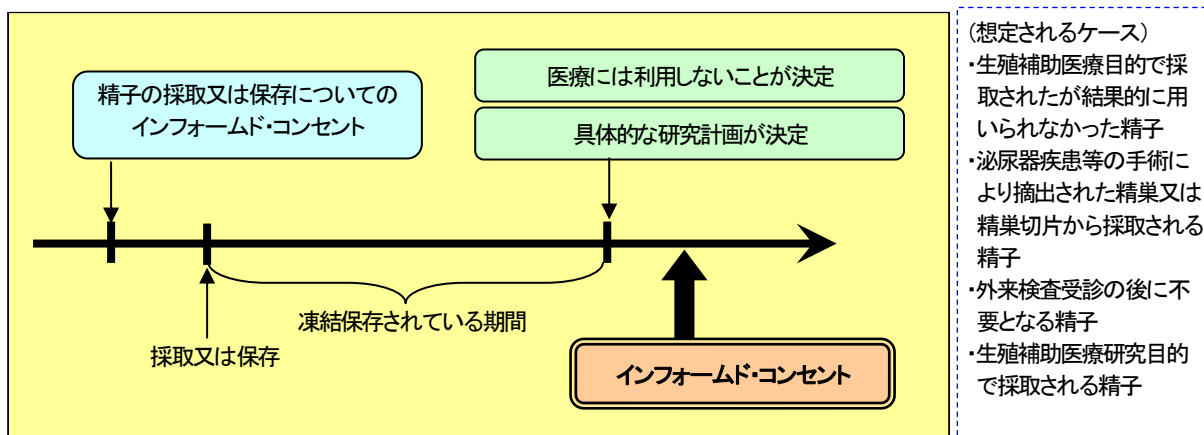 精子の採取又は保存についての
インフォームド・コンセント
医療には利用しないことが決定
具体的な研究計画が決定
凍結保存されている期間
採取又は保存
インフォームド・コンセント
(想定されるケース)
・生殖補助医療目的で採
取されたが結果的に用
いられなかった精子
・泌尿器疾患等の手術に
より摘出された精巣又は
精巣切片から採取される
精子
・外来検査受診の後に不
要となる精子
・生殖補助医療研究目的
で採取される精子